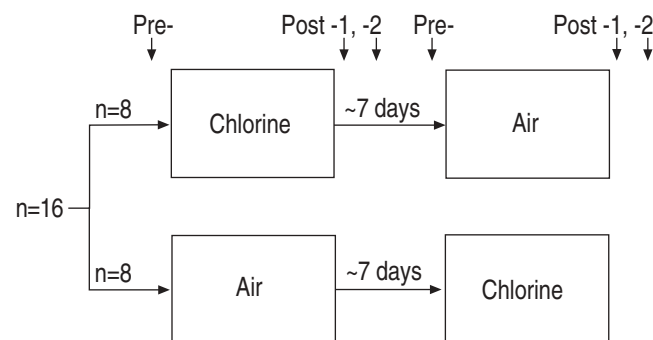 Pre- Post -1, -2 Pre- Post -1, -2
n=8 Chlorine ~7 days Air
n=16
n=8 Air ~7 days Chlorine